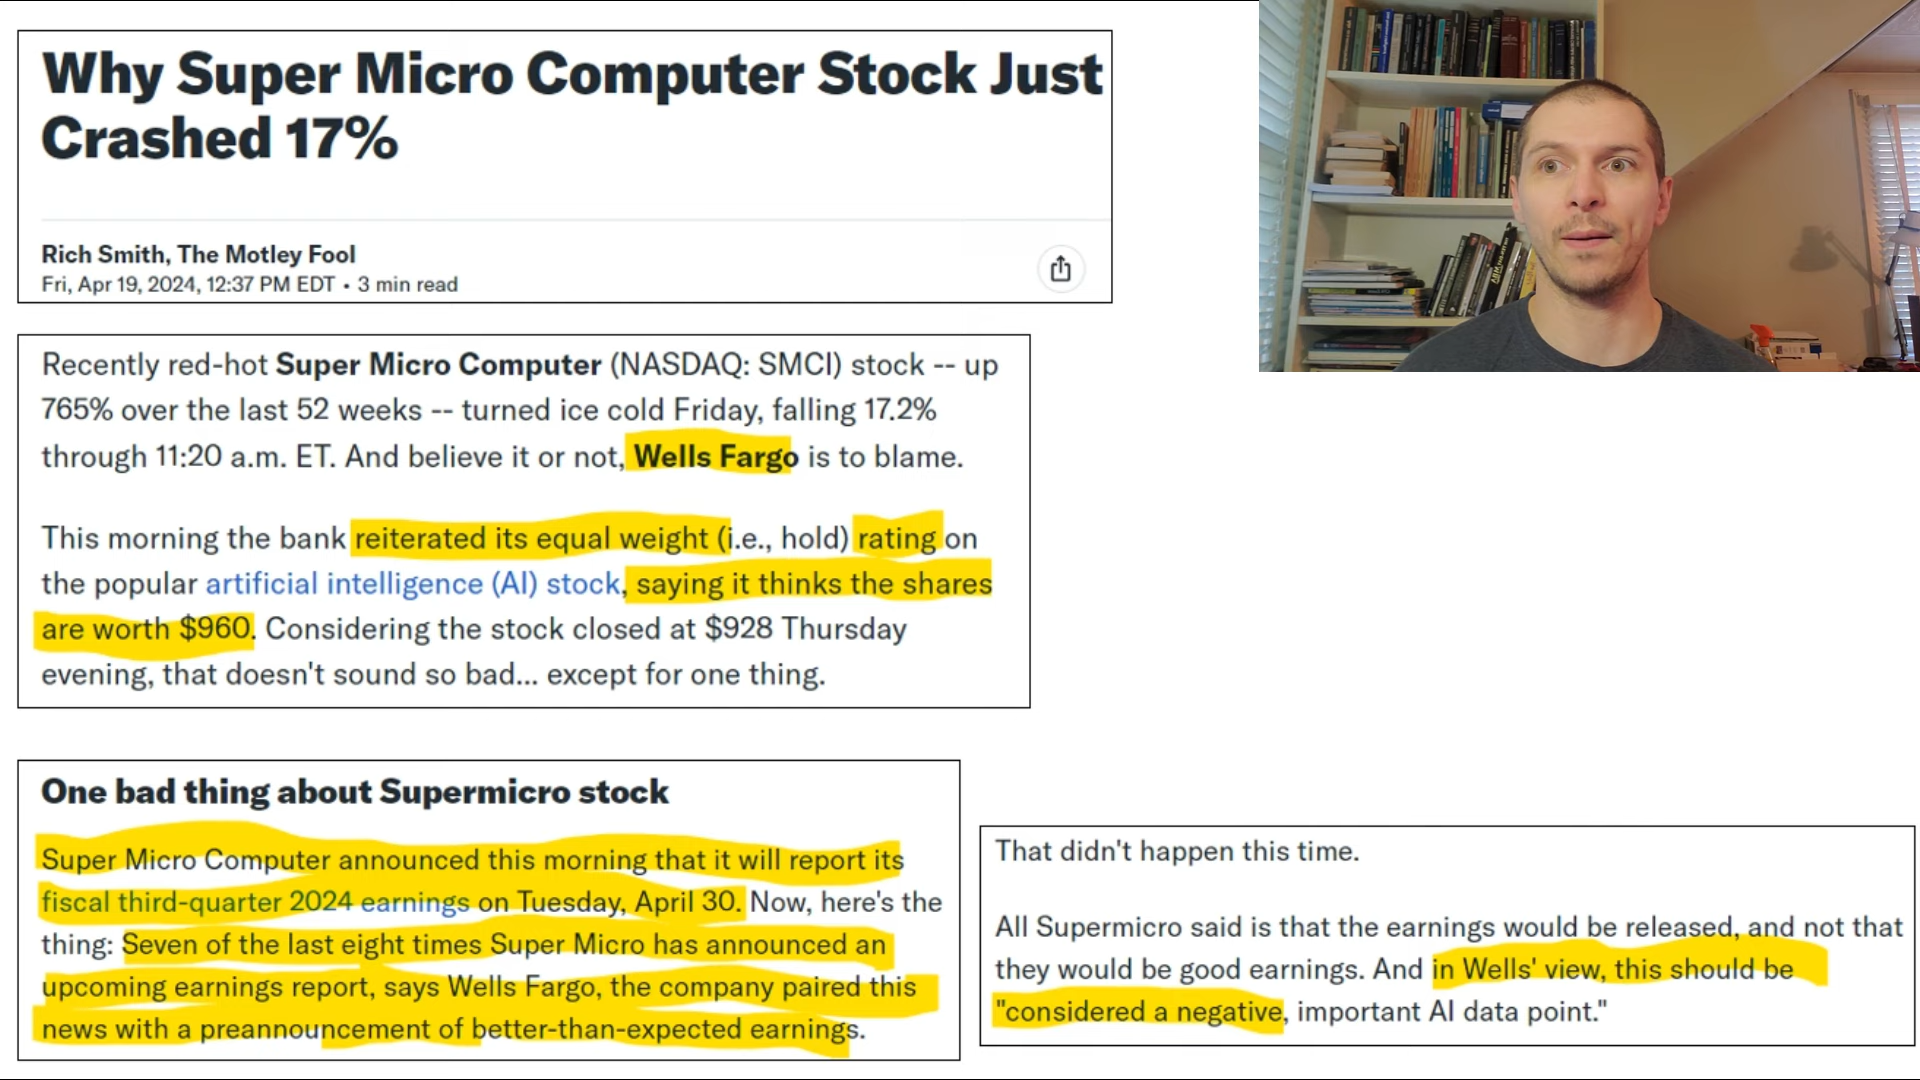 Why Super Micro Computer Stock Just
Crashed 17%
Rich Smith, The Motley Fool
Fri, Apr 19, 2024, 12:37 PM EDT • 3 min read
Recently red-hot Super Micro Computer (NASDAQ: SMCI) stock -- up
765% over the last 52 weeks -- turned ice cold Friday, falling 17.2%
through 11:20 a.m. ET. And believe it or not, Wells Fargo is to blame.
This morning the bank reiterated its equal weight (i.e., hold) rating on
the popular artificial intelligence (AI) stock, saying it thinks the shares
are worth $960. Considering the stock closed at $928 Thursday
evening, that doesn't sound so bad... except for one thing.
One bad thing about Supermicro stock
Super Micro Computer announced this morning that it will report its
fiscal third-quarter 2024 earnings on Tuesday, April 30. Now, here's the
thing: Seven of the last eight times Super Micro has announced an
upcoming earnings report, says Wells Fargo, the company paired this
news with a preannouncement of better-than-expected earnings.
That didn't happen this time.
All Supermicro said is that the earnings would be released, and not that
they would be good earnings. And in Wells' view, this should be
"considered a negative, important AI data point."